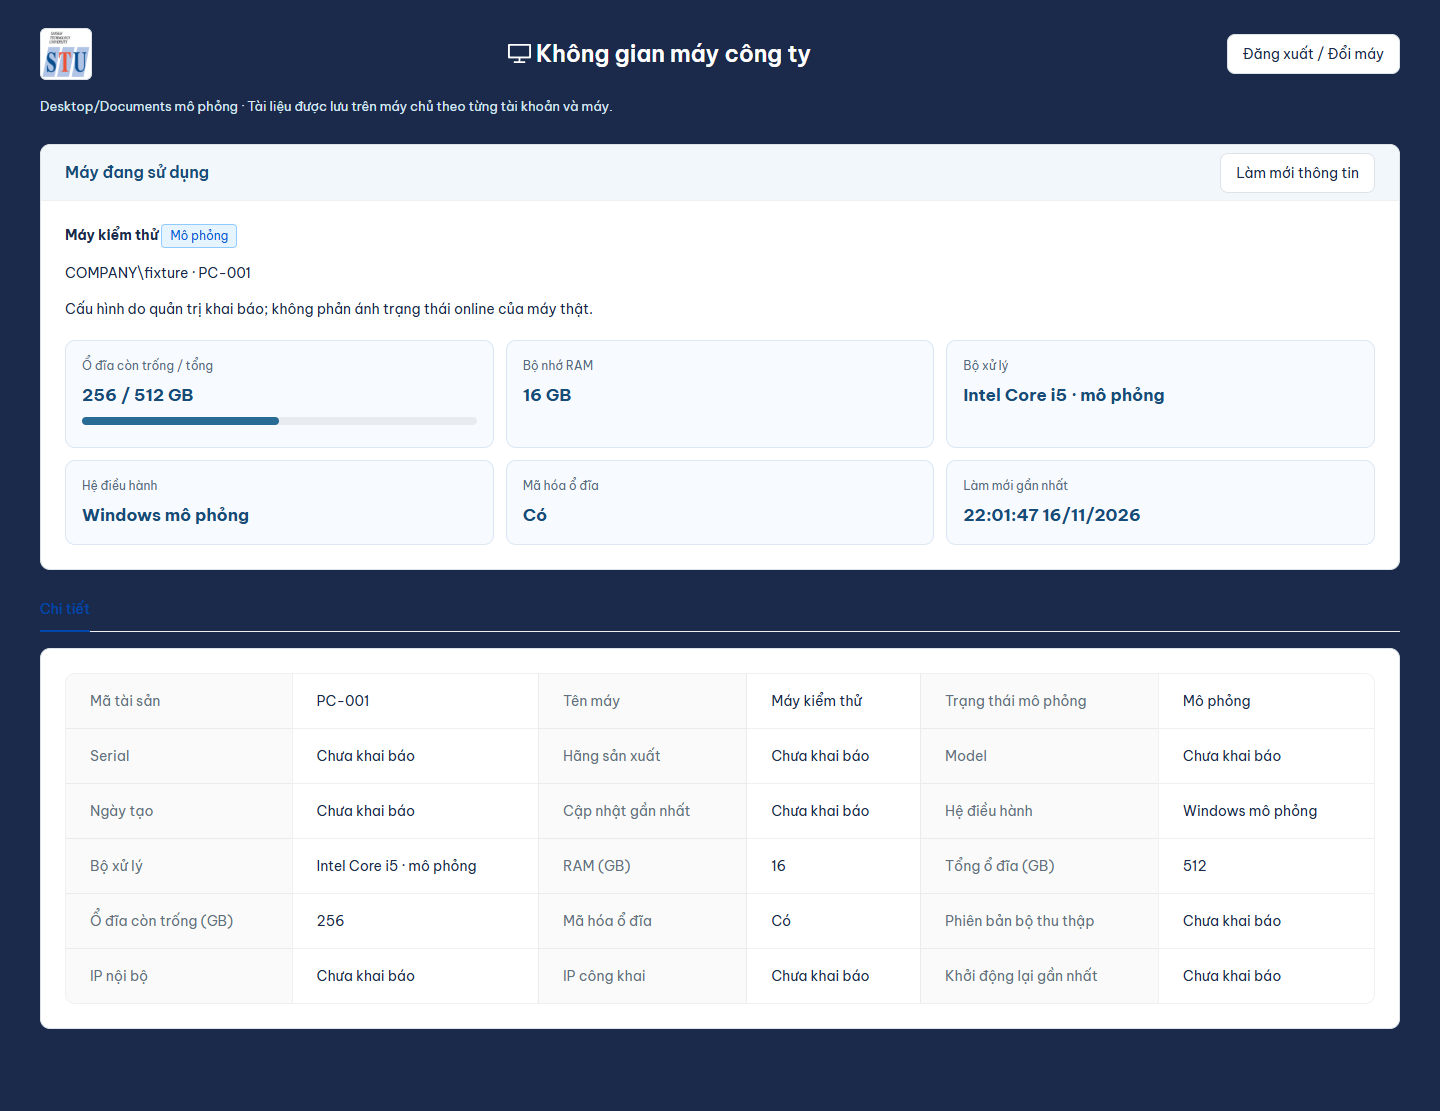 SAIGON
TECHNOLOGY
UNIVERSITY
STU
Không gian máy công ty
Đăng xuất / Đổi máy
Desktop/Documents mô phỏng · Tài liệu được lưu trên máy chủ theo từng tài khoản và máy.
Máy đang sử dụng
Làm mới thông tin
Máy kiểm thử Mô phỏng
COMPANY\fixture · PC-001
Cấu hình do quản trị khai báo; không phản ánh trạng thái online của máy thật.
Ổ đĩa còn trống / tổng
256 / 512 GB
Bộ nhớ RAM
16 GB
Bộ xử lý
Intel Core i5 · mô phỏng
Hệ điều hành
Windows mô phỏng
Mã hóa ổ đĩa
Có
Làm mới gần nhất
22:01:47 16/11/2026
Chi tiết
Mã tài sản PC-001 Tên máy Máy kiểm thử Trạng thái mô phỏng Mô phỏng
Serial Chưa khai báo Hãng sản xuất Chưa khai báo Model Chưa khai báo
Ngày tạo Chưa khai báo Cập nhật gần nhất Chưa khai báo Hệ điều hành Windows mô phỏng
Bộ xử lý Intel Core i5 · mô phỏng RAM (GB) 16 Tổng ổ đĩa (GB) 512
Ổ đĩa còn trống (GB) 256 Mã hóa ổ đĩa Có Phiên bản bộ thu thập Chưa khai báo
IP nội bộ Chưa khai báo IP công khai Chưa khai báo Khởi động lại gần nhất Chưa khai báo